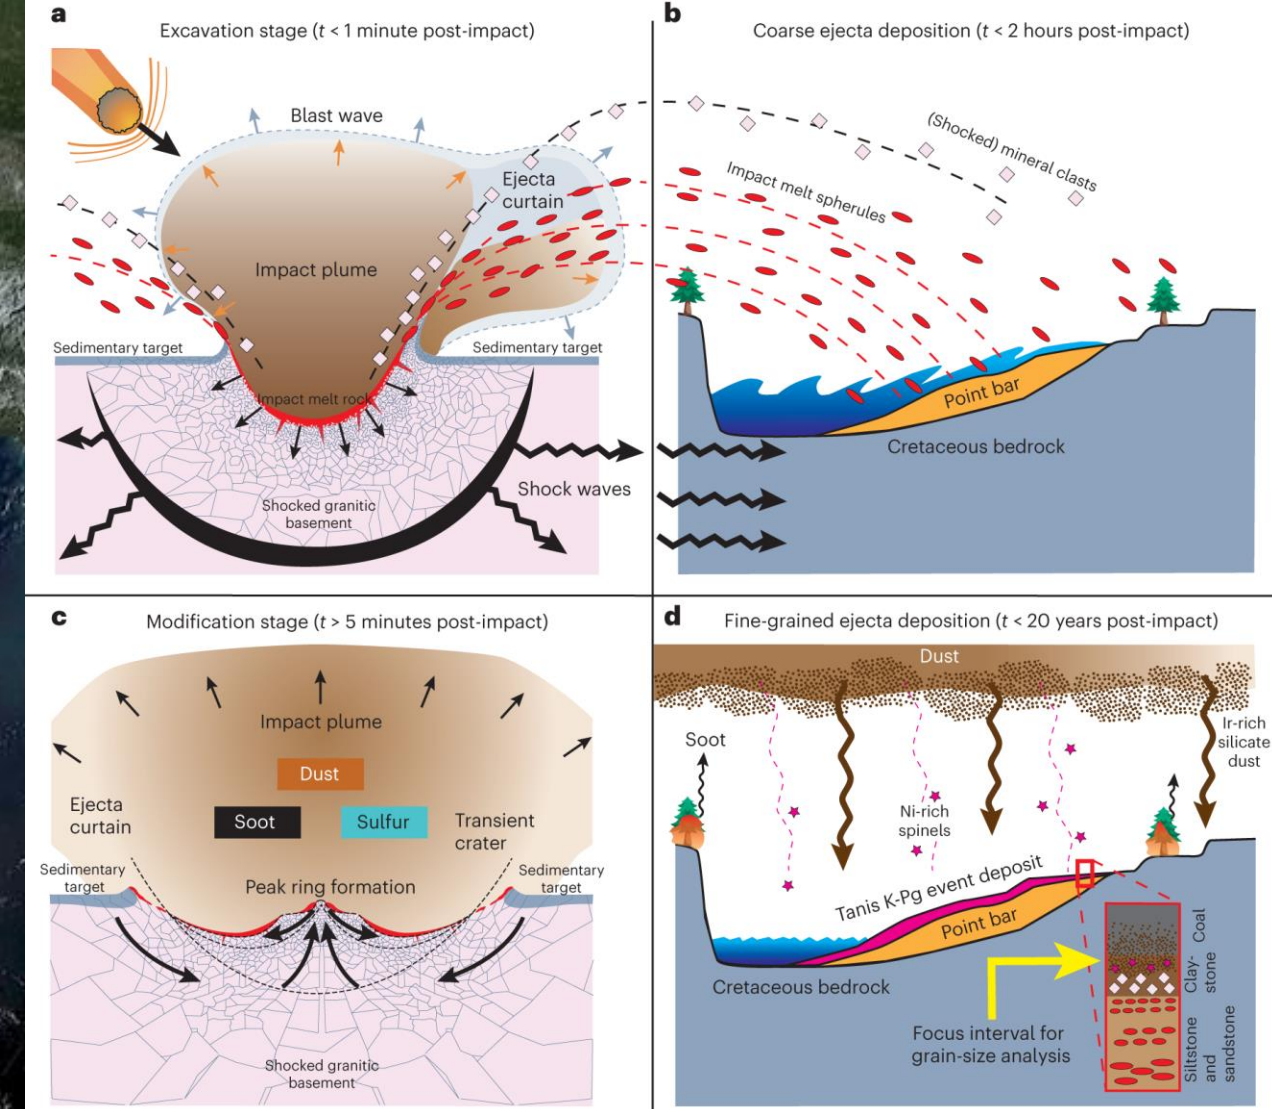 a
Excavation stage (t < 1 minute post-impact)
Blast wave
Ejecta
curtain
Impact plume
Sedimentary target
Sedimentary target
Impact melt rock
Shock waves
Shocked granitic
basement
b
Coarse ejecta deposition (t < 2 hours post-impact)
(Shocked) mineral clasts
Impact melt spherules
Point bar
Cretaceous bedrock
c
Modification stage (t > 5 minutes post-impact)
Impact plume
Dust
Soot
Sulfur
Ejecta
curtain
Transient
crater
Sedimentary
target
Sedimentary
target
Peak ring formation
Shocked granitic
basement
d
Fine-grained ejecta deposition (t < 20 years post-impact)
Dust
Soot
Ir-rich
silicate
dust
Ni-rich
spinels
Tanis K-Pg event deposit
Point bar
Cretaceous bedrock
Focus interval for
grain-size analysis
Coal
Clay-
stone
Siltstone
and
sandstone